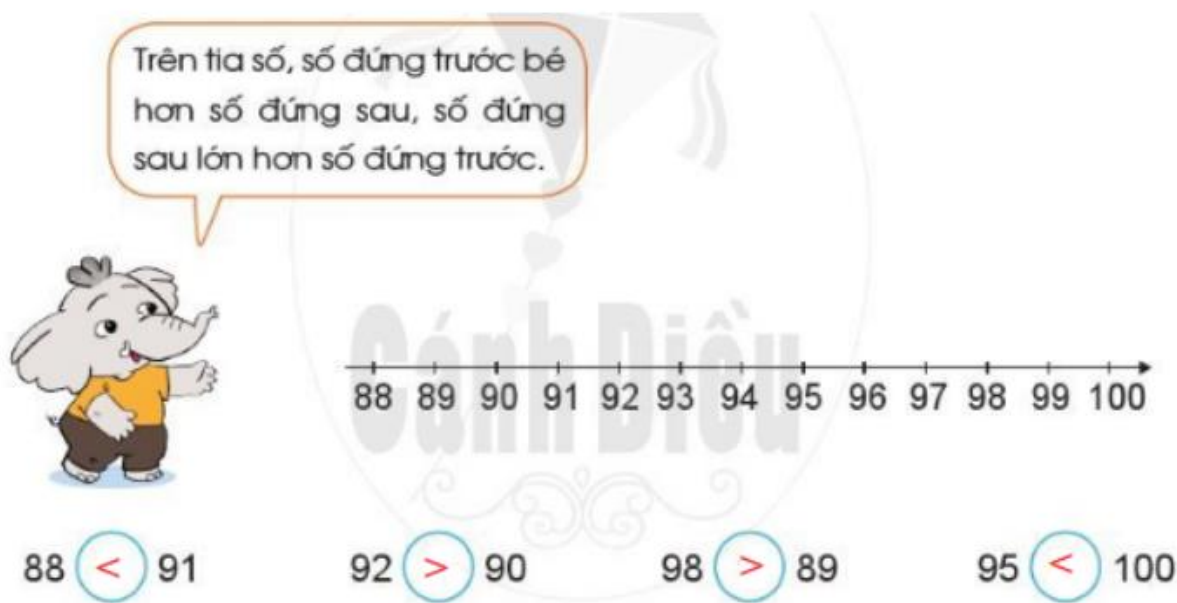 Trên tia số, số đứng trước bé
hơn số đứng sau, số đứng
sau lớn hơn số đứng trước.
Cánh Diều
88 89 90 91 92 93 94 95 96 97 98 99 100
88 < 91 92 > 90 98 > 89 95 < 100